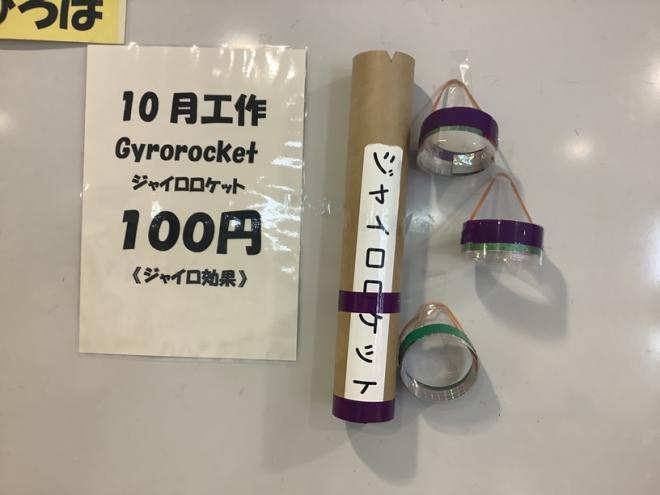 ひつば
10月工作
Gyrorocket
ジャイロロケット
100円
《ジャイロ効果》
ジャイロロケット